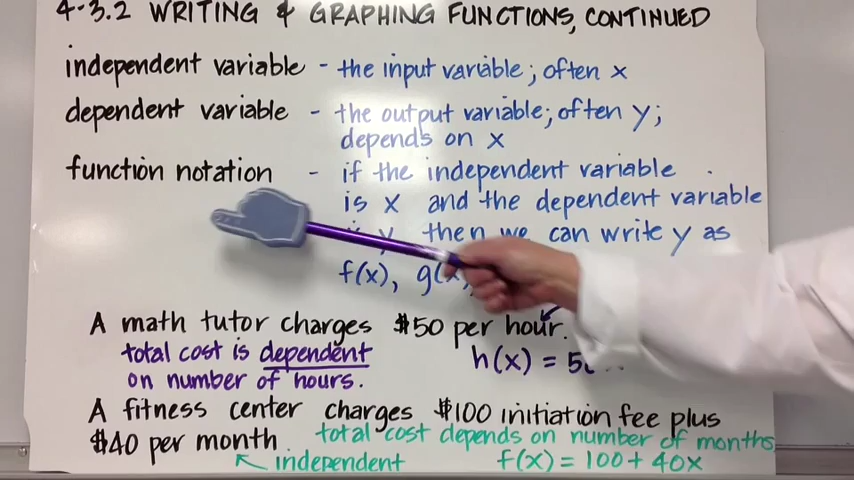 4-3.2 WRITING & GRAPHING FUNCTIONS, CONTINUED
independent variable - the input variable; often x
dependent variable - the output variable; often y;
depends on x
function notation - if the independent variable
is x and the dependent variable
y then we can write y as
f(x), g(x)
A math tutor charges $50 per hour.
total cost is dependent
on number of hours.
h(x) =
A fitness center charges $100 initiation fee plus
$40 per month.
total cost depends on number of months
independent
f(x) = 100 + 40x